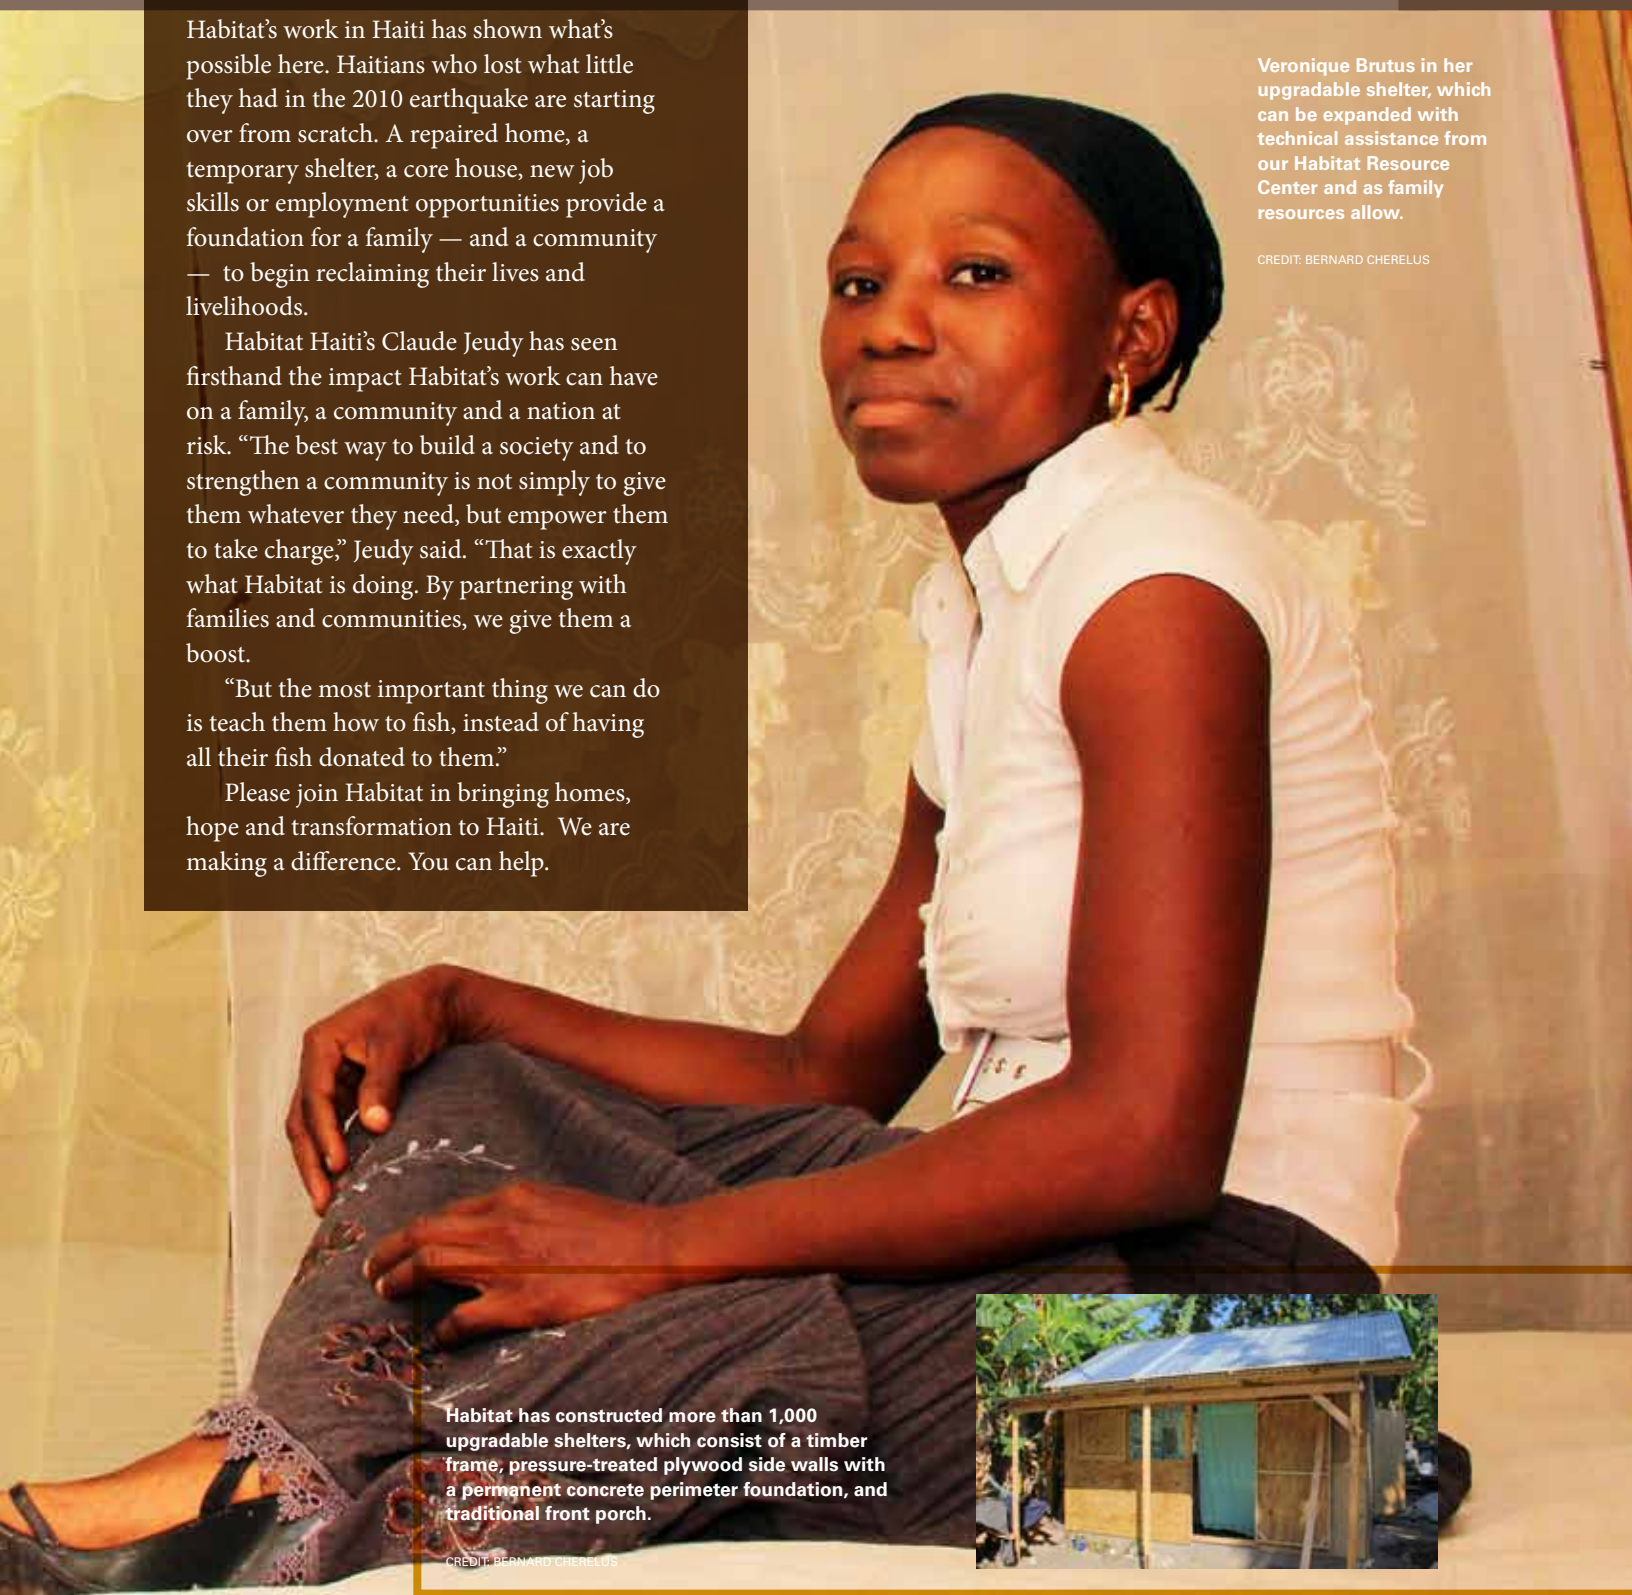 Habitat’s work in Haiti has shown what’s
possible here. Haitians who lost what little
they had in the 2010 earthquake are starting
over from scratch. A repaired home, a
temporary shelter, a core house, new job
skills or employment opportunities provide a
foundation for a family — and a community
—  to begin reclaiming their lives and
livelihoods.
Habitat Haiti’s Claude Jeudy has seen
firsthand the impact Habitat’s work can have
on a family, a community and a nation at
risk. “The best way to build a society and to
strengthen a community is not simply to give
them whatever they need, but empower them
to take charge,” Jeudy said. “That is exactly
what Habitat is doing. By partnering with
families and communities, we give them a
boost.
“But the most important thing we can do
is teach them how to fish, instead of having
all their fish donated to them.”
Please join Habitat in bringing homes,
hope and transformation to Haiti.  We are
making a difference. You can help.
Veronique Brutus in her
upgradable shelter, which
can be expanded with
technical assistance from
our Habitat Resource
Center and as family
resources allow.
CREDIT: BERNARD CHERELUS
Habitat has constructed more than 1,000
upgradable shelters, which consist of a timber
frame, pressure-treated plywood side walls with
a permanent concrete perimeter foundation, and
traditional front porch.
CREDIT: BERNARD CHERELUS